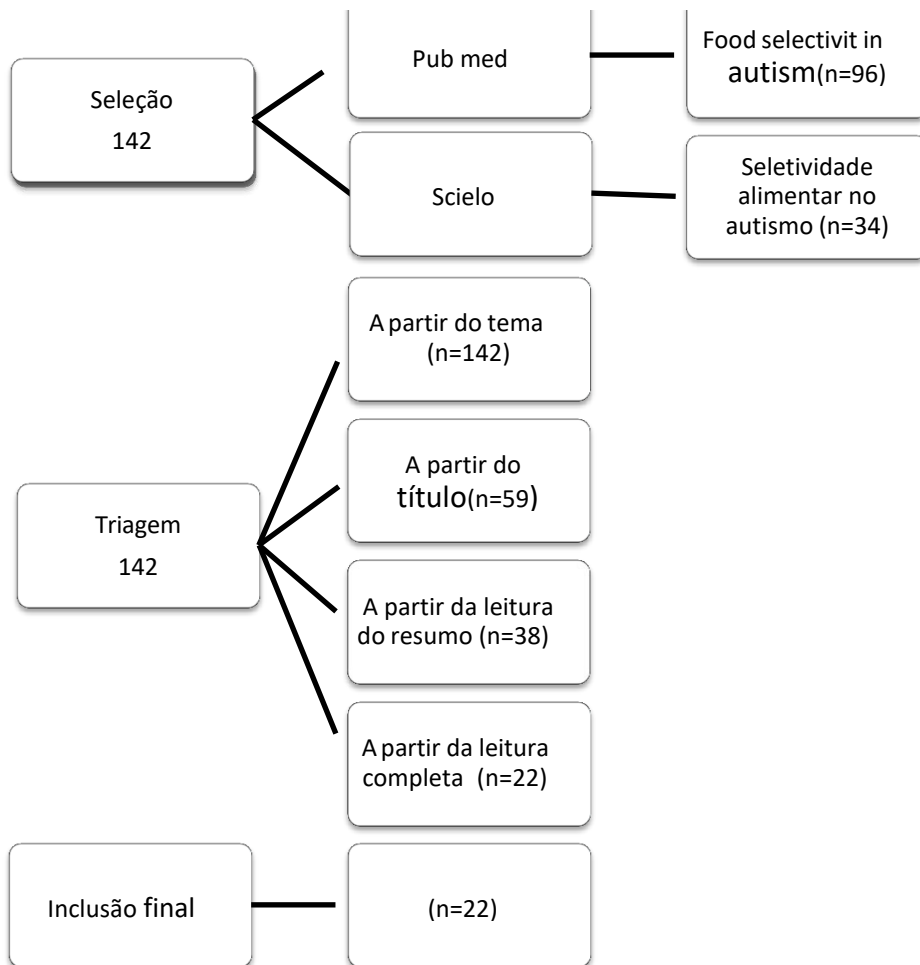 Seleção
142
Pub med
Food selectivit in
autism(n=96)
Scielo
Seletividade
alimentar no
autismo (n=34)
Triagem
142
A partir do tema
(n=142)
A partir do
título(n=59)
A partir da leitura
do resumo (n=38)
A partir da leitura
completa (n=22)
Inclusão final
(n=22)